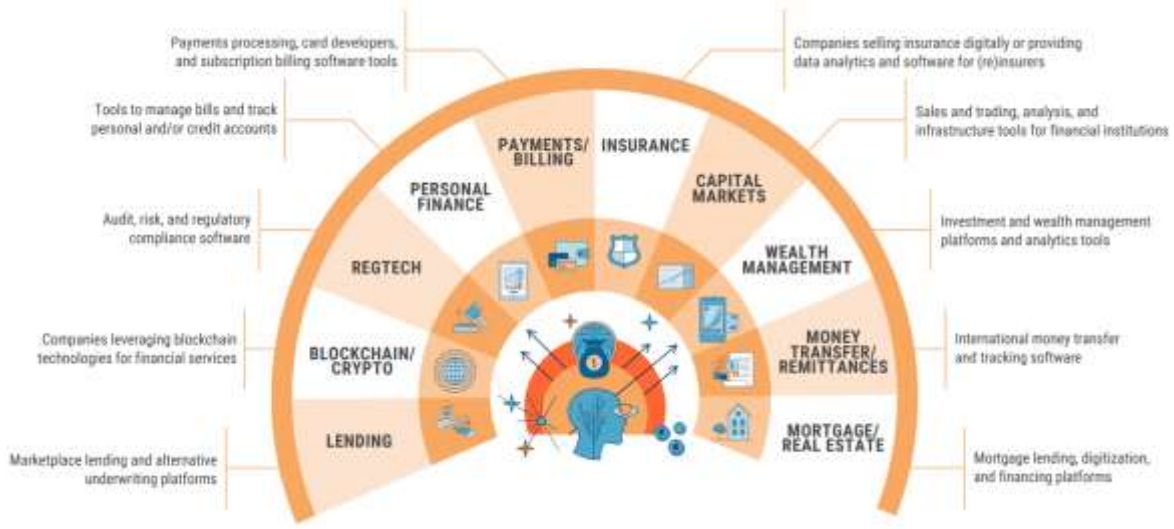 Payments processing, card developers,
and subscription billing software tools
Companies selling insurance digitally or providing
data analytics and software for (re)insurers
Tools to manage bills and track
personal and/or credit accounts
Sales and trading, analysis, and
infrastructure tools for financial institutions
Audit, risk, and regulatory
compliance software
Investment and wealth management
platforms and analytics tools
Companies leveraging blockchain
technologies for financial services
International money transfer
and tracking software
Marketplace lending and alternative
underwriting platforms
Mortgage lending, digitization,
and financing platforms
LENDING
BLOCKCHAIN/
CRYPTO
REGTECH
PERSONAL
FINANCE
PAYMENTS/
BILLING
INSURANCE
CAPITAL
MARKETS
WEALTH
MANAGEMENT
MONEY
TRANSFER/
REMITTANCES
MORTGAGE/
REAL ESTATE